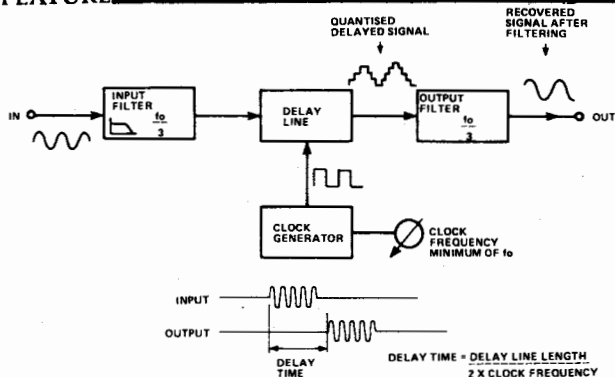 FEATURE
QUANTISED
DELAYED SIGNAL
RECOVERED
SIGNAL AFTER
FILTERING
IN
INPUT
FILTER
fo
3
DELAY
LINE
OUTPUT
FILTER
fo
3
OUT
CLOCK
GENERATOR
CLOCK
FREQUENCY
MINIMUM OF fo
INPUT
OUTPUT
DELAY
TIME
DELAY TIME = DELAY LINE LENGTH
2 X CLOCK FREQUENCY